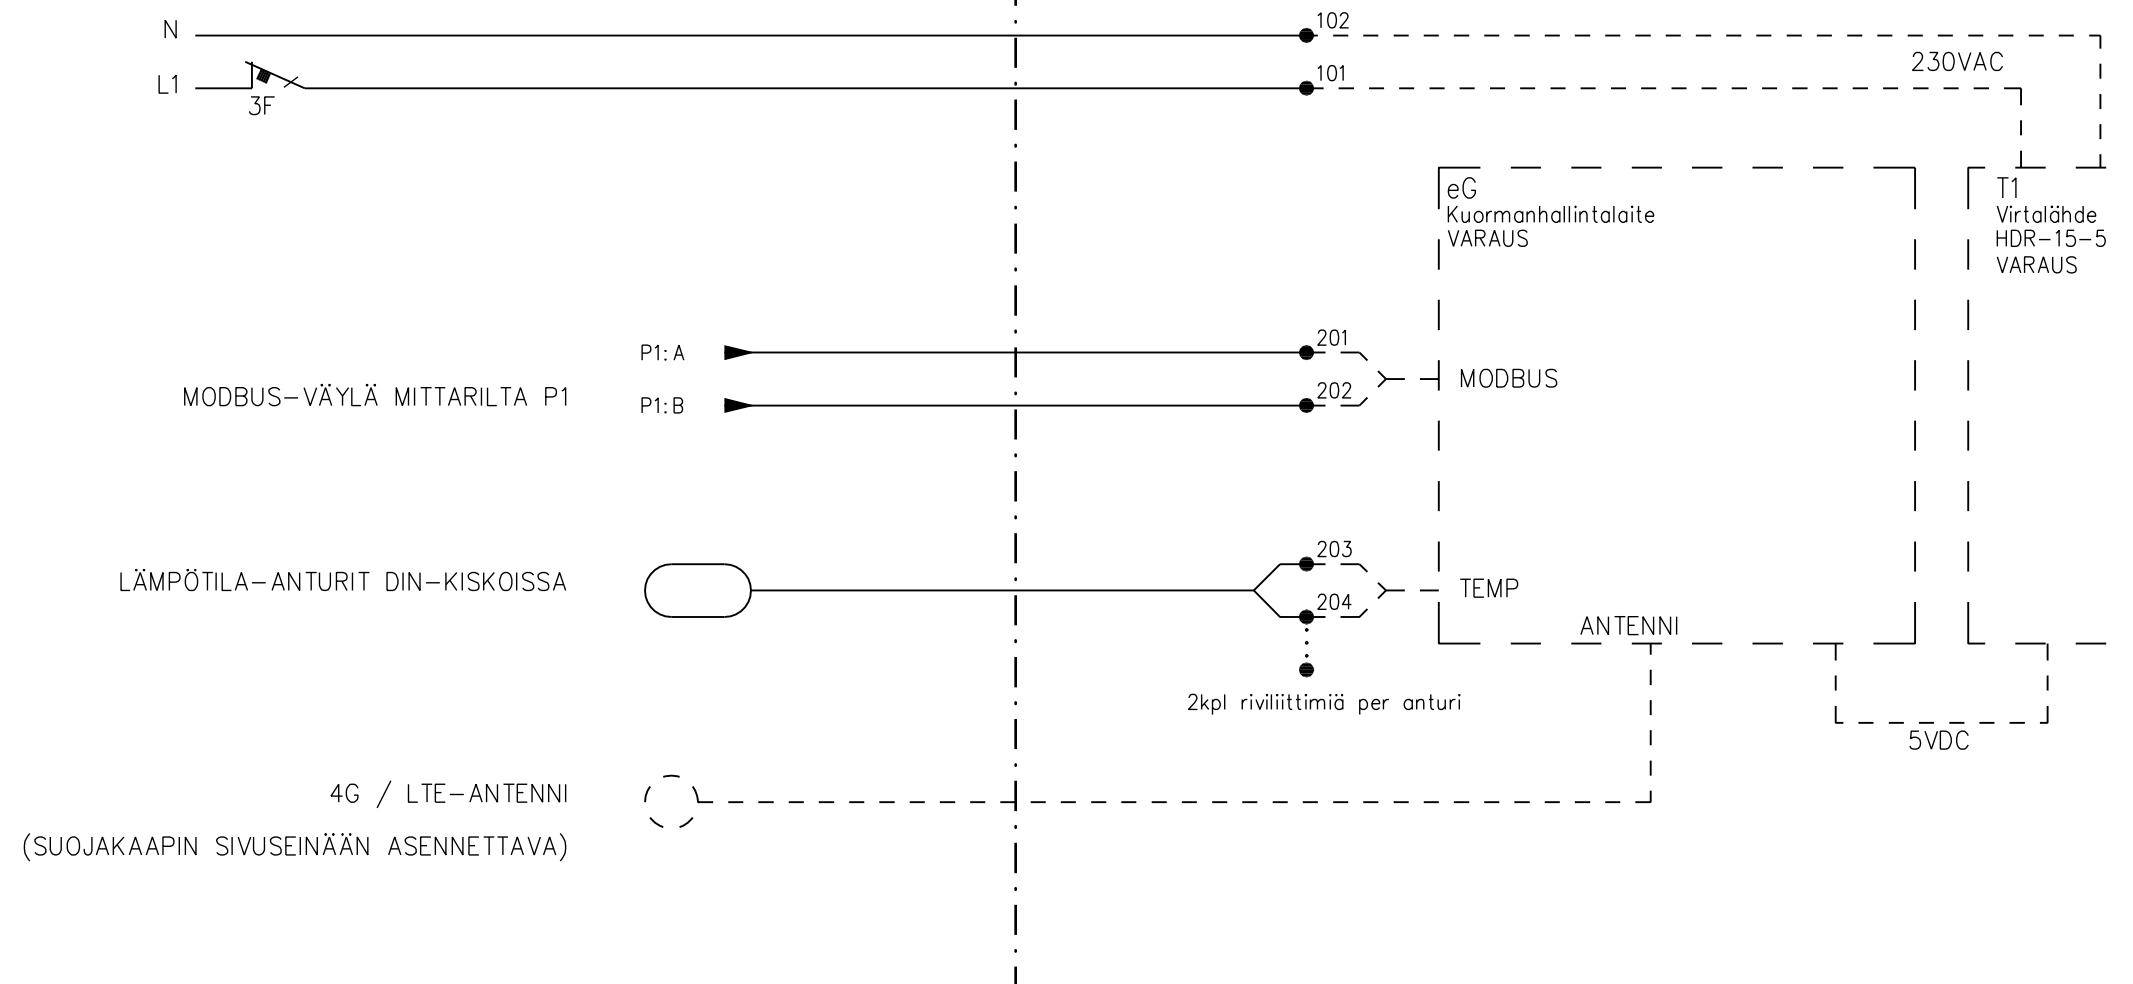 N
102
230VAC
L1
101
3F
eG
Kuormanhallintalaite
VARAUS
T1
Virtalähde
HDR-15-5
VARAUS
P1:A
201
MODBUS-VÄYLÄ MITTARILTA P1
MODBUS
P1:B
202
203
LÄMPÖTILA-ANTURIT DIN-KISKOISSA
TEMP
204
ANTENNI
2kpl riviliittimiä per anturi
5VDC
4G / LTE-ANTENNI
(SUOJAKAAPIN SIVUSEINÄÄN ASENNETTAVA)